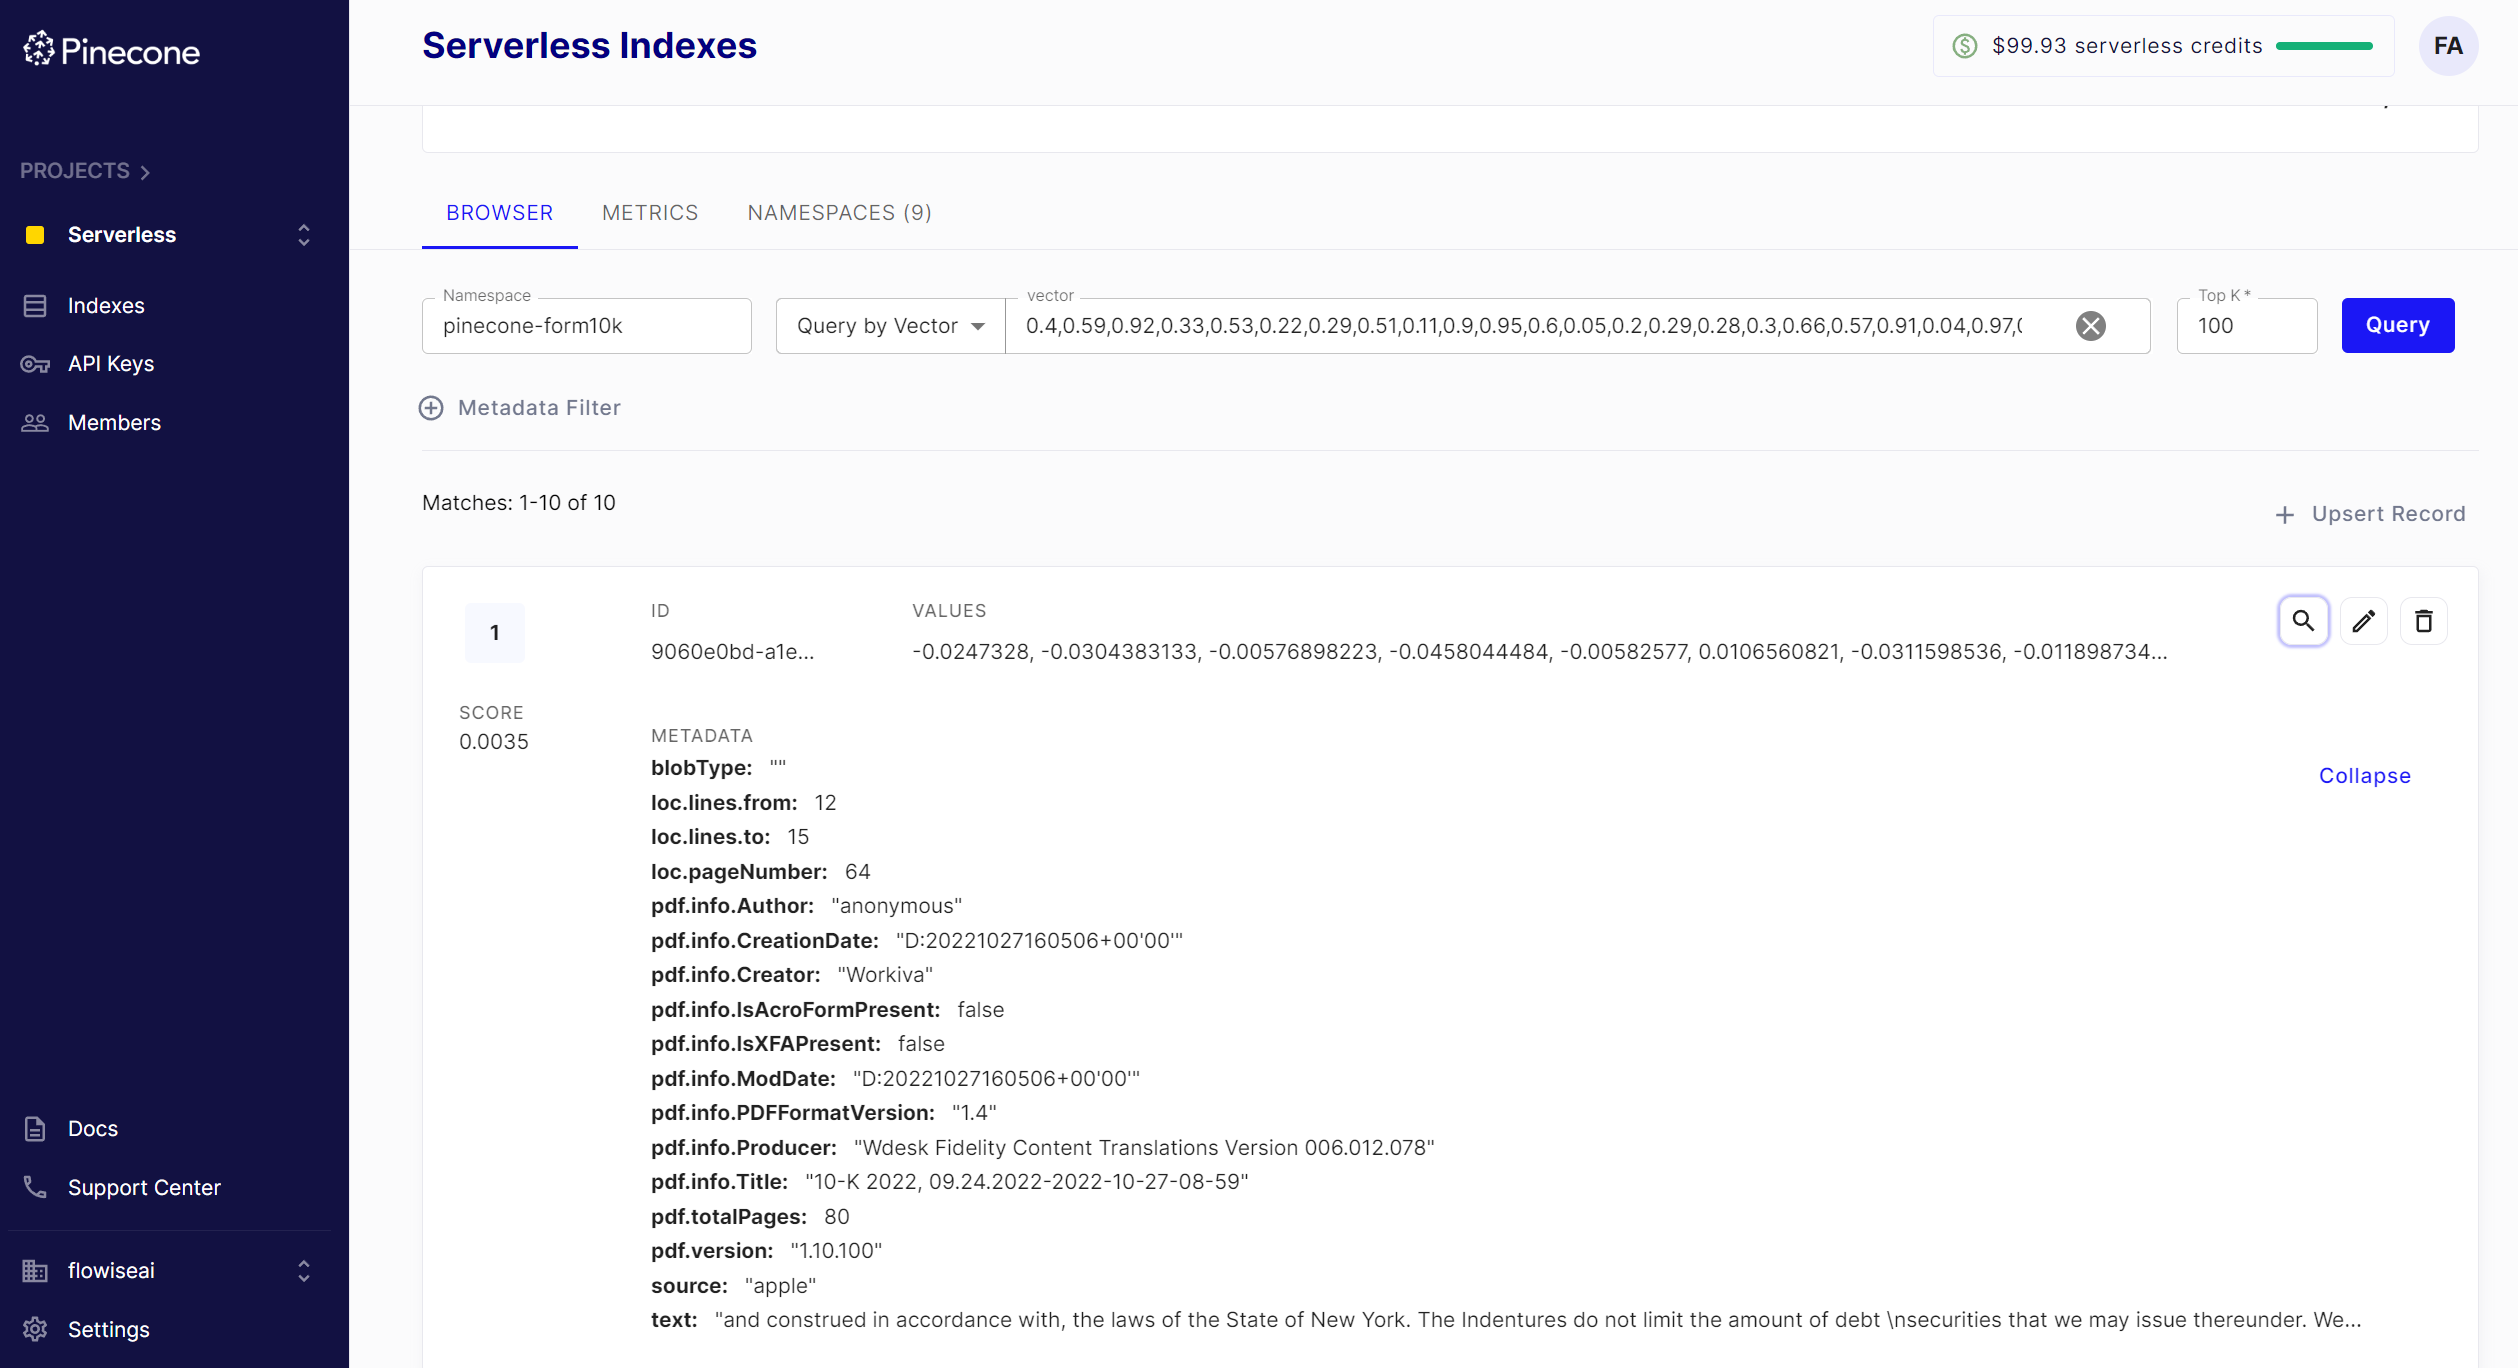 Pinecone
PROJECTS
Serverless
Indexes
API Keys
Members
Docs
Support Center
flowiseai
Settings
Serverless Indexes
$99.93 serverless credits
FA
BROWSER
METRICS
NAMESPACES (9)
Namespace
pinecone-form10k
Query by Vector
vector
0.4,0.59,0.92,0.33,0.53,0.22,0.29,0.51,0.11,0.9,0.95,0.6,0.05,0.2,0.29,0.28,0.3,0.66,0.57,0.91,0.04,0.97,
Top K *
100
Query
Metadata Filter
Matches: 1-10 of 10
Upsert Record
1
ID
9060e0bd-a1e...
VALUES
-0.0247328, -0.0304383133, -0.00576898223, -0.0458044484, -0.00582577, 0.0106560821, -0.0311598536, -0.011898734...
SCORE
0.0035
METADATA
Collapse
blobType: ""
loc.lines.from: 12
loc.lines.to: 15
loc.pageNumber: 64
pdf.info.Author: "anonymous"
pdf.info.CreationDate: "D:20221027160506+00'00'"
pdf.info.Creator: "Workiva"
pdf.info.IsAcroFormPresent: false
pdf.info.IsXFAPresent: false
pdf.info.ModDate: "D:20221027160506+00'00'"
pdf.info.PDFFormatVersion: "1.4"
pdf.info.Producer: "Wdesk Fidelity Content Translations Version 006.012.078"
pdf.info.Title: "10-K 2022, 09.24.2022-2022-10-27-08-59"
pdf.totalPages: 80
pdf.version: "1.10.100"
source: "apple"
text: "and construed in accordance with, the laws of the State of New York. The Indentures do not limit the amount of debt \nsecurities that we may issue thereunder. We...